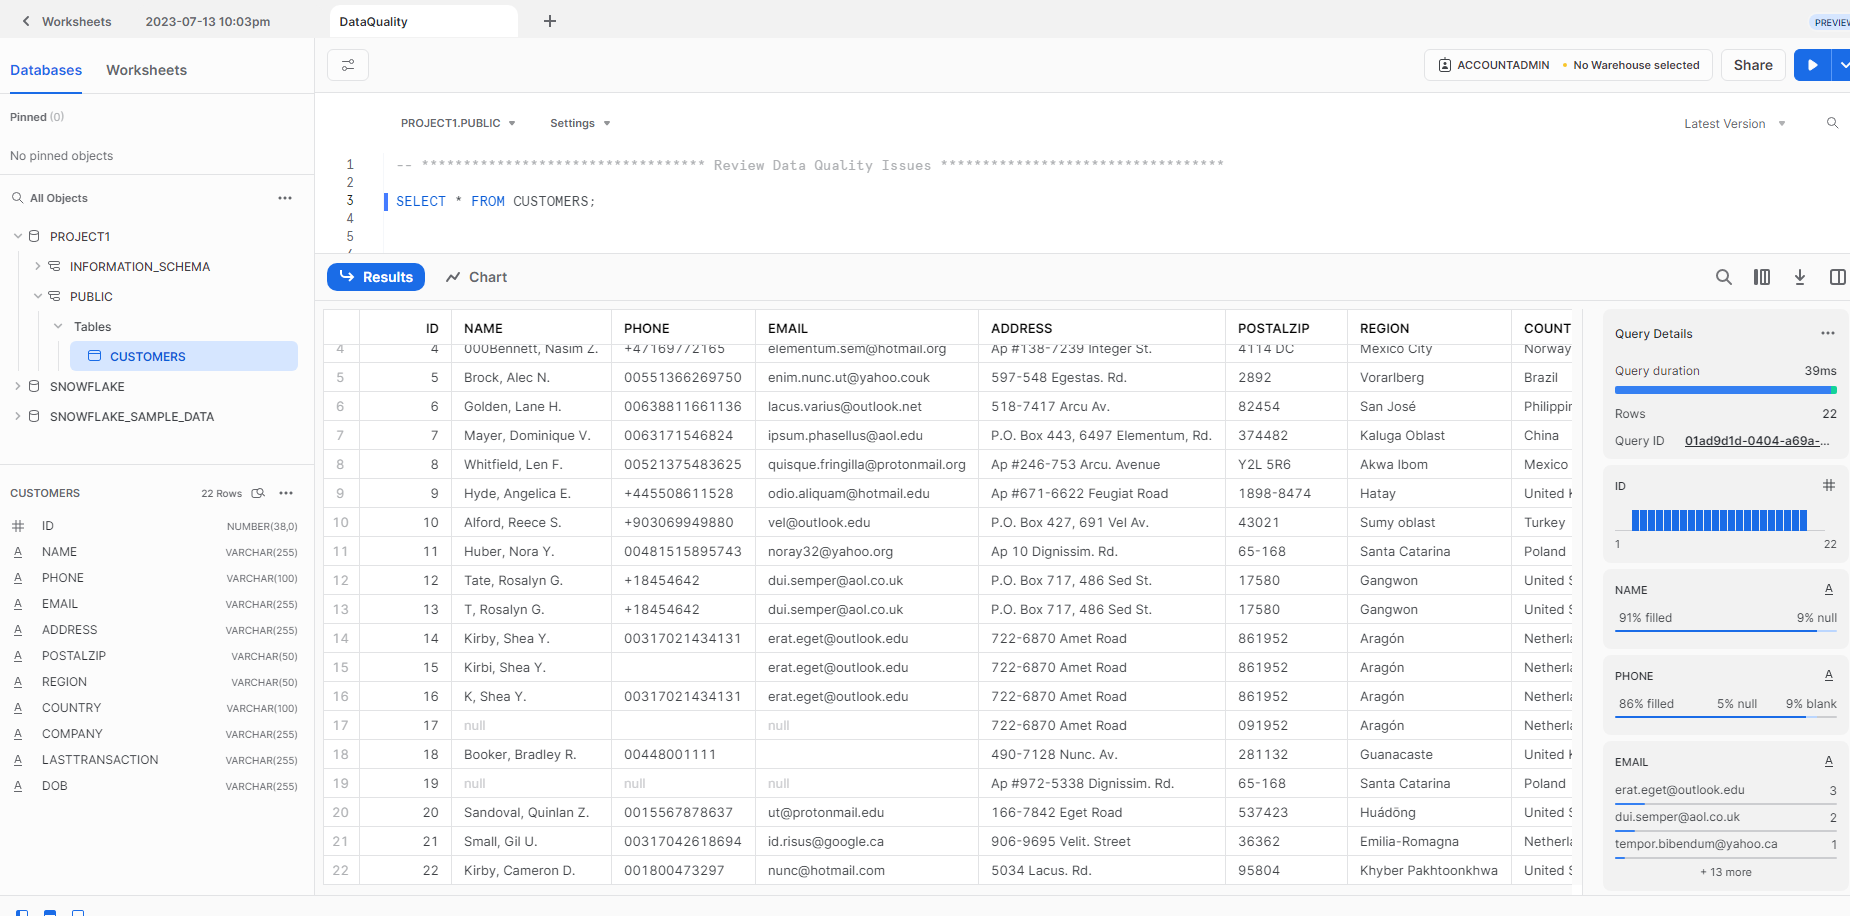 Worksheets 2023-07-13 10:03pm DataQuality PREVIEW
Databases Worksheets
ACCOUNTADMIN No Warehouse selected Share
Pinned (0)
No pinned objects
All Objects
PROJECT1
INFORMATION_SCHEMA
PUBLIC
Tables
CUSTOMERS
SNOWFLAKE
SNOWFLAKE_SAMPLE_DATA
CUSTOMERS 22 Rows
ID NUMBER(38,0)
NAME VARCHAR(255)
PHONE VARCHAR(100)
EMAIL VARCHAR(255)
ADDRESS VARCHAR(255)
POSTALZIP VARCHAR(50)
REGION VARCHAR(50)
COUNTRY VARCHAR(100)
COMPANY VARCHAR(255)
LASTTRANSACTION VARCHAR(255)
DOB VARCHAR(255)
PROJECT1.PUBLIC Settings Latest Version
1 -- ********************************** Review Data Quality Issues **********************************
2
3 SELECT * FROM CUSTOMERS;
4
5
Results Chart
ID NAME PHONE EMAIL ADDRESS POSTALZIP REGION COUNT
4 4 000Bennett, Nasim Z. +47169772165 elementum.sem@hotmail.org Ap #138-7239 Integer St. 4114 DC Mexico City Norway
5 5 Brock, Alec N. 00551366269750 enim.nunc.ut@yahoo.couk 597-548 Egestas. Rd. 2892 Vorarlberg Brazil
6 6 Golden, Lane H. 00638811661136 lacus.varius@outlook.net 518-7417 Arcu Av. 82454 San José Philippin
7 7 Mayer, Dominique V. 0063171546824 ipsum.phasellus@aol.edu P.O. Box 443, 6497 Elementum, Rd. 374482 Kaluga Oblast China
8 8 Whitfield, Len F. 00521375483625 quisque.fringilla@protonmail.org Ap #246-753 Arcu. Avenue Y2L 5R6 Akwa Ibom Mexico
9 9 Hyde, Angelica E. +445508611528 odio.aliquam@hotmail.edu Ap #671-6622 Feugiat Road 1898-8474 Hatay United K
10 10 Alford, Reece S. +903069949880 vel@outlook.edu P.O. Box 427, 691 Vel Av. 43021 Sumy oblast Turkey
11 11 Huber, Nora Y. 00481515895743 noray32@yahoo.org Ap 10 Dignissim. Rd. 65-168 Santa Catarina Poland
12 12 Tate, Rosalyn G. +18454642 dui.semper@aol.co.uk P.O. Box 717, 486 Sed St. 17580 Gangwon United S
13 13 T, Rosalyn G. +18454642 dui.semper@aol.co.uk P.O. Box 717, 486 Sed St. 17580 Gangwon United S
14 14 Kirby, Shea Y. 00317021434131 erat.eget@outlook.edu 722-6870 Amet Road 861952 Aragón Netherla
15 15 Kirbi, Shea Y. erat.eget@outlook.edu 722-6870 Amet Road 861952 Aragón Netherla
16 16 K, Shea Y. 00317021434131 erat.eget@outlook.edu 722-6870 Amet Road 861952 Aragón Netherla
17 17 null null 722-6870 Amet Road 091952 Aragón Netherla
18 18 Booker, Bradley R. 00448001111 490-7128 Nunc. Av. 281132 Guanacaste United K
19 19 null null null Ap #972-5338 Dignissim. Rd. 65-168 Santa Catarina Poland
20 20 Sandoval, Quinlan Z. 0015567878637 ut@protonmail.edu 166-7842 Eget Road 537423 Huádōng United S
21 21 Small, Gil U. 00317042618694 id.risus@google.ca 906-9695 Velit. Street 36362 Emilia-Romagna Netherla
22 22 Kirby, Cameron D. 001800473297 nunc@hotmail.com 5034 Lacus. Rd. 95804 Khyber Pakhtoonkhwa United S
Query Details
Query duration 39ms
Rows 22
Query ID 01ad9d1d-0404-a69a-...
ID
1 22
NAME
91% filled 9% null
PHONE
86% filled 5% null 9% blank
EMAIL
erat.eget@outlook.edu 3
dui.semper@aol.co.uk 2
tempor.bibendum@yahoo.ca 1
+ 13 more